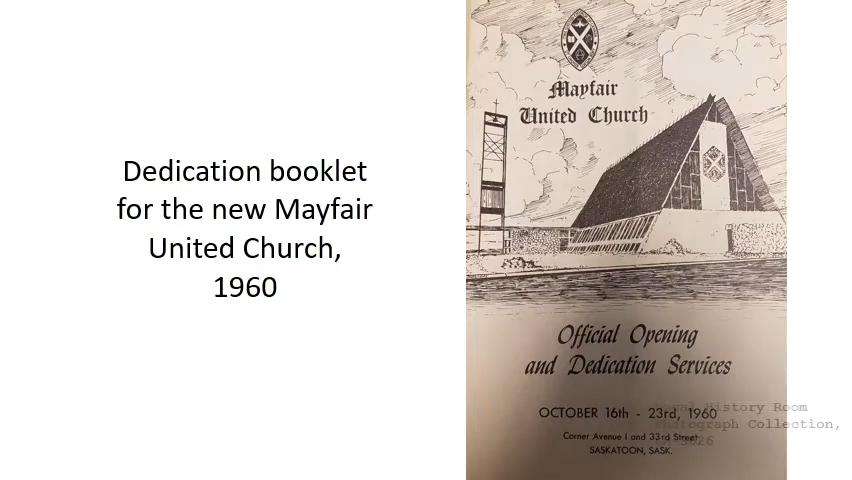 Dedication booklet
for the new Mayfair
United Church,
1960
Mayfair
United Church
Official Opening
and Dedication Services
OCTOBER 16th - 23rd, 1960
Corner Avenue I and 33rd Street
SASKATOON, SASK.
History Room
Photograph Collection,